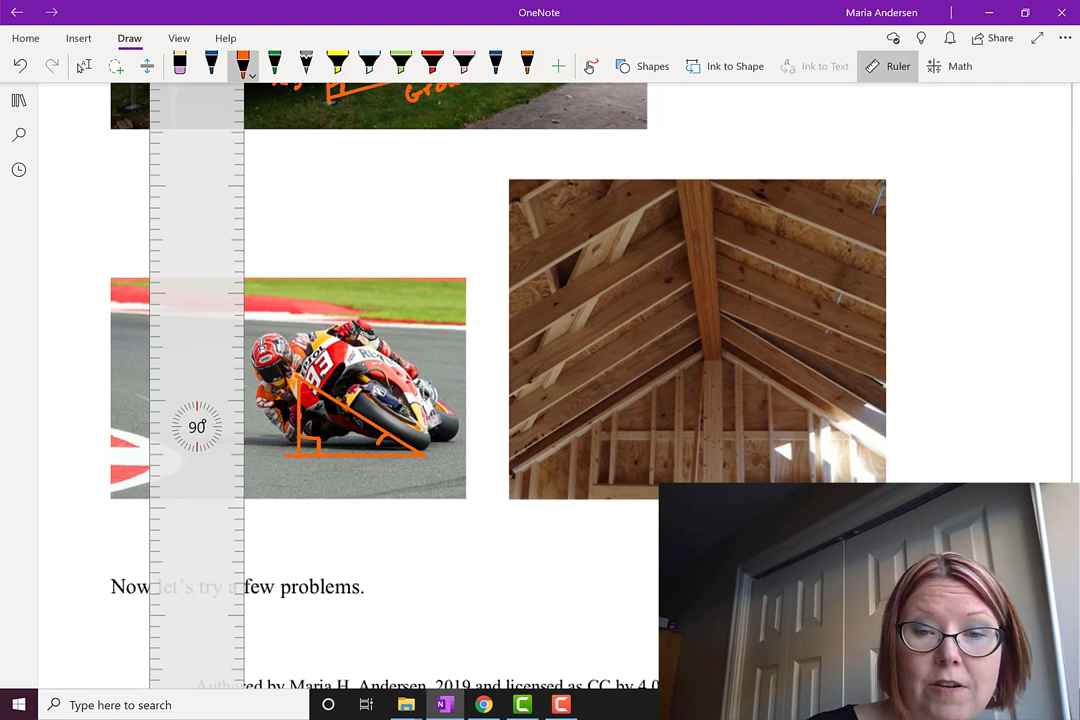 OneNote
Maria Andersen
Home Insert Draw View Help
Share
Shapes
Ink to Shape
Ink to Text
Ruler
Math
93
90°
Now let's try a few problems.
Authored by Maria H. Andersen, 2019 and licensed as CC by 4.0
Type here to search